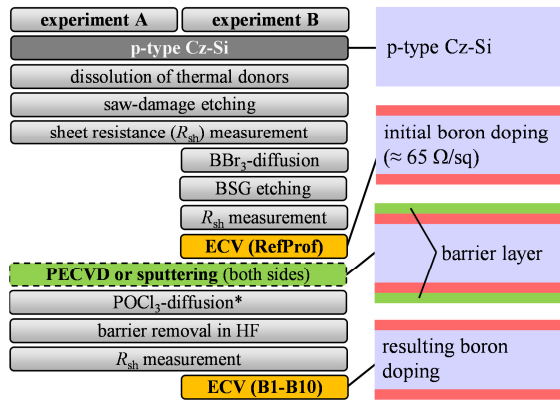 experiment A experiment B
p-type Cz-Si
dissolution of thermal donors
saw-damage etching
sheet resistance (Rsh) measurement
BBr3-diffusion
BSG etching
Rsh measurement
ECV (RefProf)
PECVD or sputtering (both sides)
POCl3-diffusion*
barrier removal in HF
Rsh measurement
ECV (B1-B10)
p-type Cz-Si
initial boron doping
(≈ 65 Ω/sq)
barrier layer
resulting boron
doping